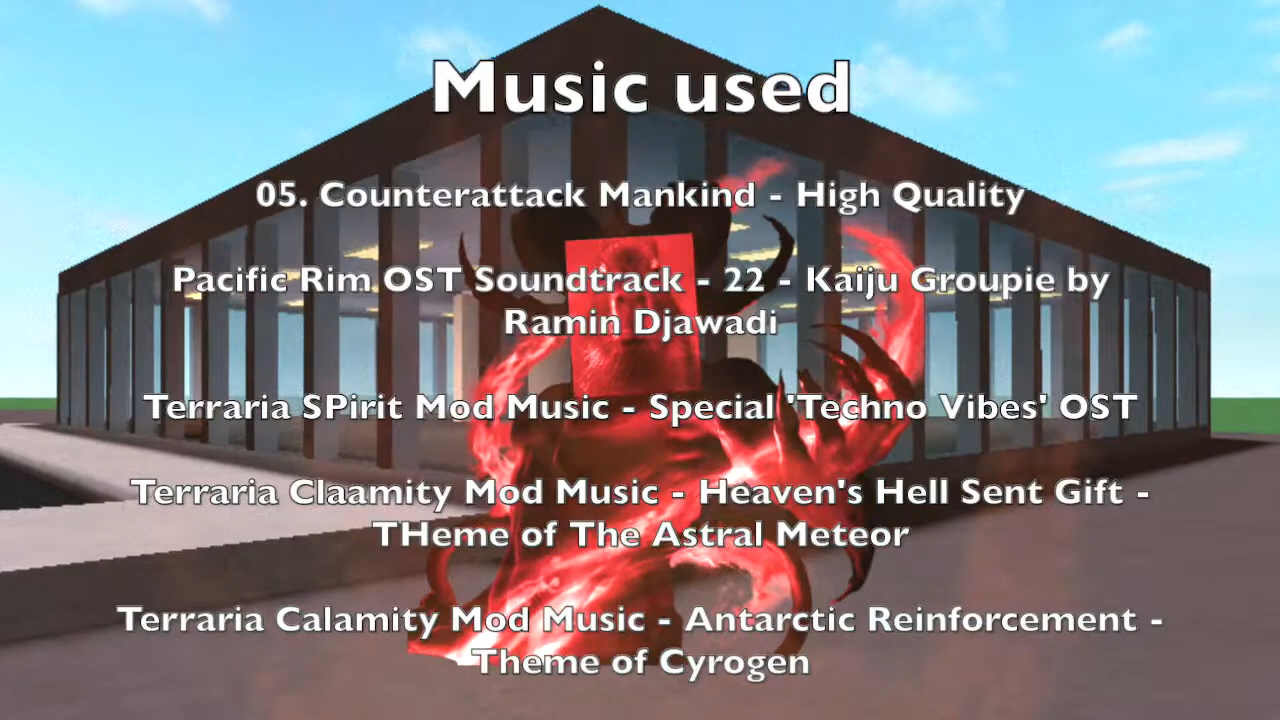 Music used
05. Counterattack Mankind - High Quality
Pacific Rim OST Soundtrack - 22 - Kaiju Groupie by
Ramin Djawadi
Terraria SPirit Mod Music - Special 'Techno Vibes' OST
Terraria Claamity Mod Music - Heaven's Hell Sent Gift -
THeme of The Astral Meteor
Terraria Calamity Mod Music - Antarctic Reinforcement -
Theme of Cyrogen